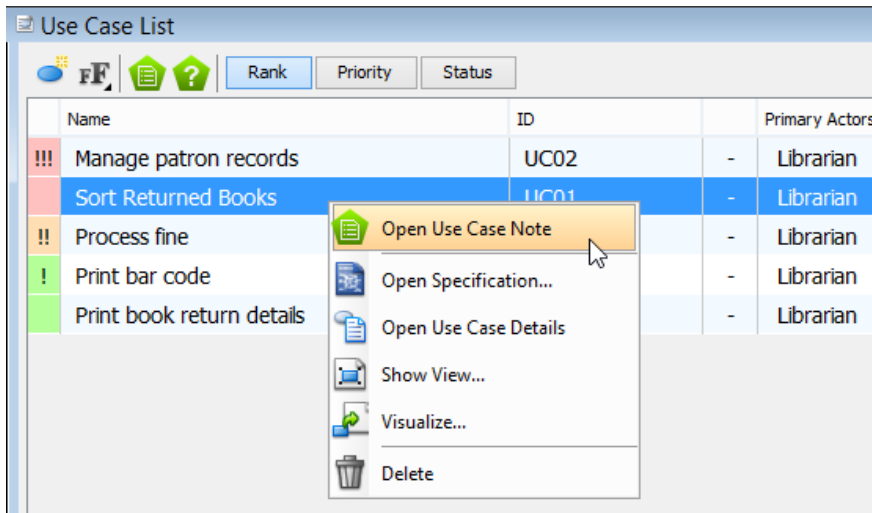 Use Case List
FF Rank Priority Status
Name ID Primary Actors
!!! Manage patron records UC02 - Librarian
Sort Returned Books UC01 - Librarian
!! Process fine - Librarian
! Print bar code - Librarian
Print book return details - Librarian
Open Use Case Note
Open Specification...
Open Use Case Details
Show View...
Visualize...
Delete